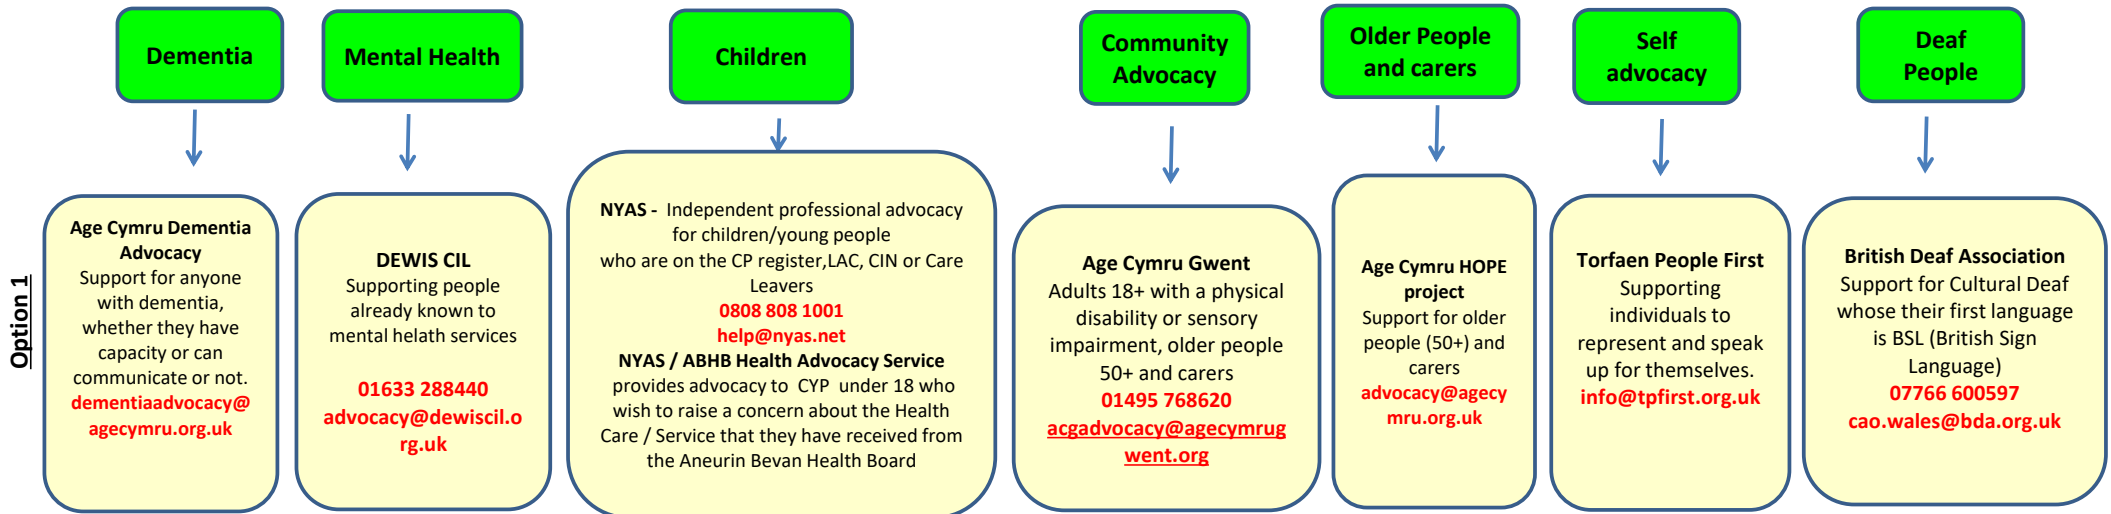 Dementia
Mental Health
Children
Community
Advocacy
Older People
and carers
Self
advocacy
Deaf
People
Option 1
Age Cymru Dementia
Advocacy
Support for anyone
with dementia,
whether they have
capacity or can
communicate or not.
dementiaadvocacy@
agecymru.org.uk
DEWIS CIL
Supporting people
already known to
mental helath services
01633 288440
advocacy@dewiscil.o
rg.uk
NYAS - Independent professional advocacy
for children/young people
who are on the CP register,LAC, CIN or Care
Leavers
0808 808 1001
help@nyas.net
NYAS / ABHB Health Advocacy Service
provides advocacy to CYP under 18 who
wish to raise a concern about the Health
Care / Service that they have received from
the Aneurin Bevan Health Board
Age Cymru Gwent
Adults 18+ with a physical
disability or sensory
impairment, older people
50+ and carers
01495 768620
acgadvocacy@agecymrug
went.org
Age Cymru HOPE
project
Support for older
people (50+) and
carers
advocacy@agecy
mru.org.uk
Torfaen People First
Supporting
individuals to
represent and speak
up for themselves.
info@tpfirst.org.uk
British Deaf Association
Support for Cultural Deaf
whose their first language
is BSL (British Sign
Language)
07766 600597
cao.wales@bda.org.uk